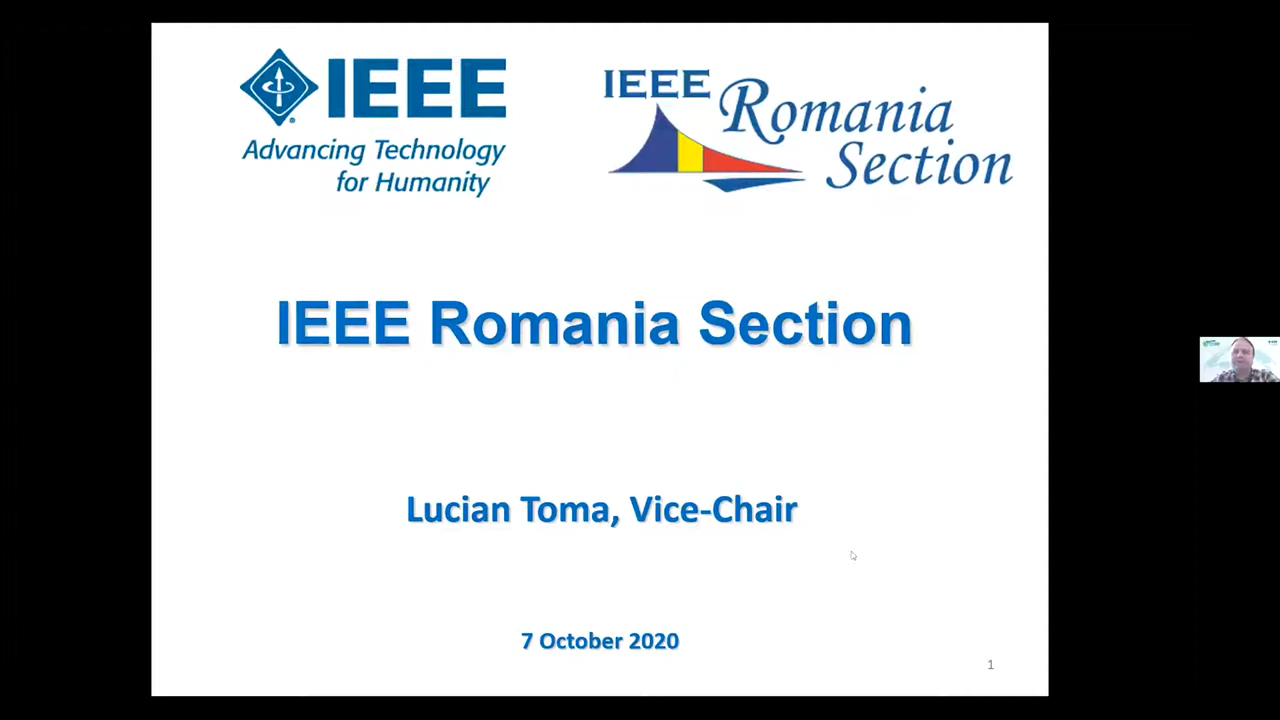 IEEE
Advancing Technology
for Humanity
IEEE Romania
Section
IEEE Romania Section
Lucian Toma, Vice-Chair
7 October 2020
1